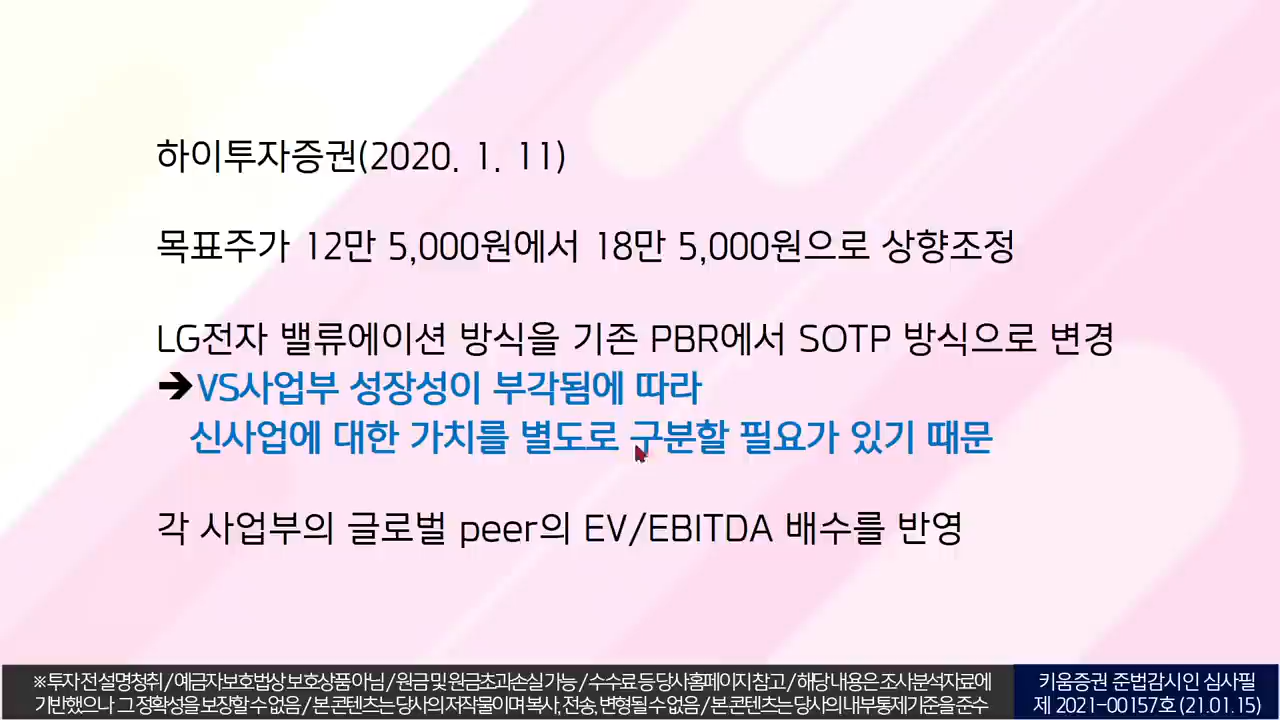 하이투자증권(2020. 1. 11)
목표주가 12만 5,000원에서 18만 5,000원으로 상향조정
LG전자 밸류에이션 방식을 기존 PBR에서 SOTP 방식으로 변경
➔VS사업부 성장성이 부각됨에 따라
신사업에 대한 가치를 별도로 구분할 필요가 있기 때문
각 사업부의 글로벌 peer의 EV/EBITDA 배수를 반영
※ 투자 전 설명청취 / 예금자보호법상 보호상품 아님 / 원금 및 원금초과손실 가능 / 수수료 등 당사홈페이지 참고 / 해당 내용은 조사분석자료에
기반했으나 그 정확성을 보장할 수 없음 / 본 콘텐츠는 당사의 저작물이며 복사, 전송, 변형될 수 없음 / 본 콘텐츠는 당사의 내부통제기준을 준수
키움증권 준법감시인 심사필
제 2021-00157호 (21.01.15)